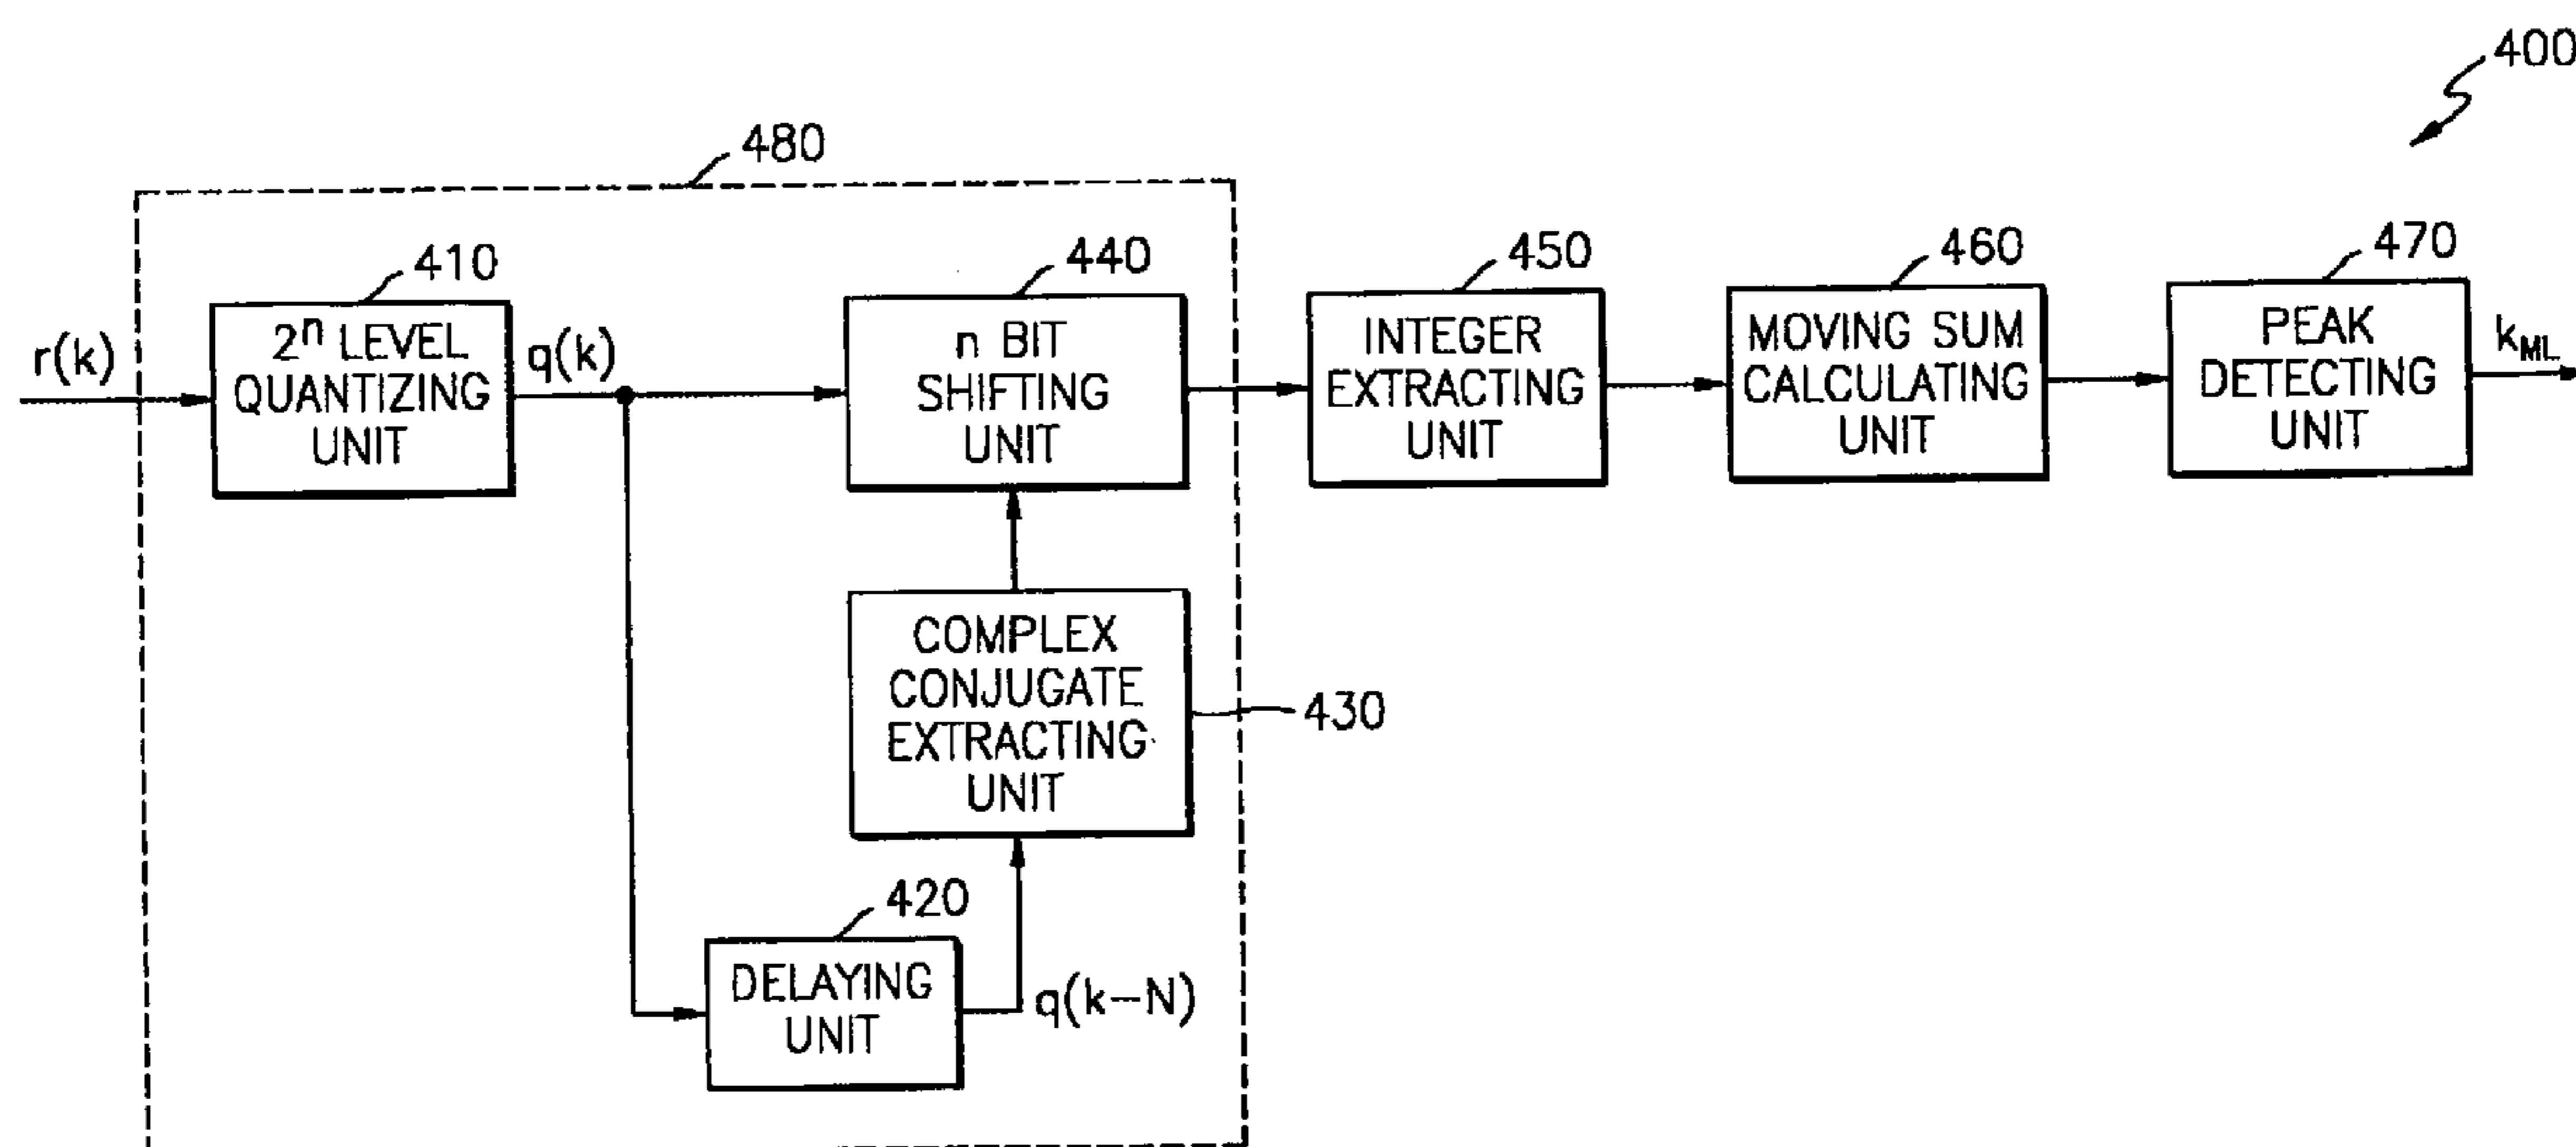 400
480
410
440
450
460
470
r(k)
2ⁿ LEVEL
QUANTIZING
UNIT
q(k)
n BIT
SHIFTING
UNIT
INTEGER
EXTRACTING
UNIT
MOVING SUM
CALCULATING
UNIT
PEAK
DETECTING
UNIT
k_ML
COMPLEX
CONJUGATE
EXTRACTING
UNIT
430
420
DELAYING
UNIT
q(k-N)